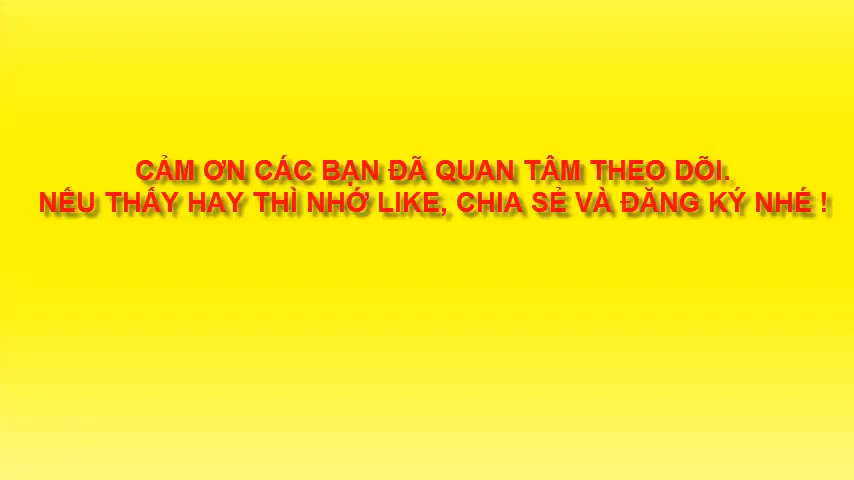 CẢM ƠN CÁC BẠN ĐÃ QUAN TÂM THEO DÕI.
NẾU THẤY HAY THÌ NHỚ LIKE, CHIA SẺ VÀ ĐĂNG KÝ NHÉ !